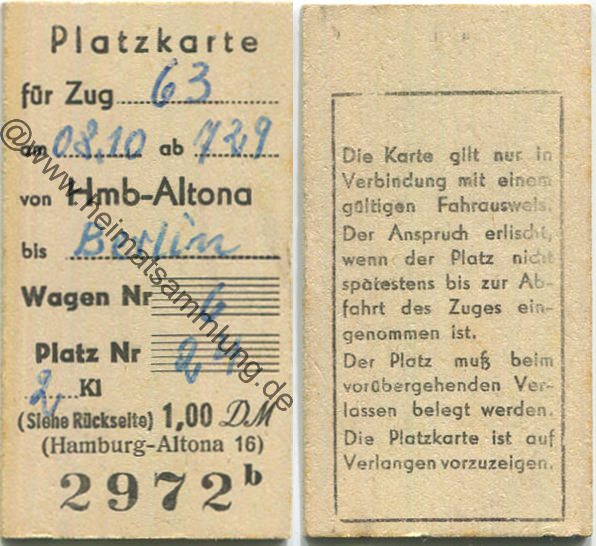 Platzkarte
für Zug 63
am 08.10 ab 729
von Hmb-Altona
bis Berlin
Wagen Nr 4
Platz Nr 24
2 Kl
(Siehe Rückseite) 1,00 DM
(Hamburg-Altona 16)
2972b
@www.heimatsammlung.de
Die Karte gilt nur in
Verbindung mit einem
gültigen Fahrausweis.
Der Anspruch erlischt,
wenn der Platz nicht
spätestens bis zur Ab-
fahrt des Zuges ein-
genommen ist.
Der Platz muß beim
vorübergehenden Ver-
lassen belegt werden.
Die Platzkarte ist auf
Verlangen vorzuzeigen.